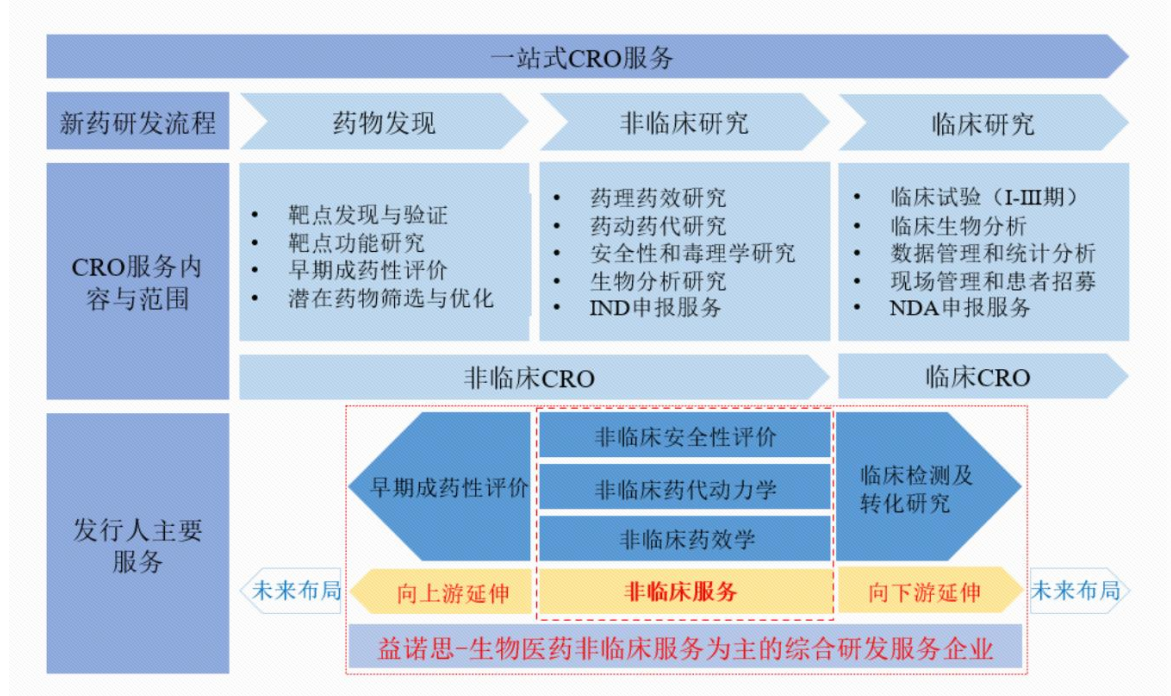 一站式CRO服务
新药研发流程
药物发现
非临床研究
临床研究
CRO服务内
容与范围
• 靶点发现与验证
• 靶点功能研究
• 早期成药性评价
• 潜在药物筛选与优化
• 药理药效研究
• 药动药代研究
• 安全性和毒理学研究
• 生物分析研究
• IND申报服务
• 临床试验（I-III期）
• 临床生物分析
• 数据管理和统计分析
• 现场管理和患者招募
• NDA申报服务
非临床CRO
临床CRO
发行人主要
服务
早期成药性评价
非临床安全性评价
非临床药代动力学
非临床药效学
临床检测及
转化研究
未来布局
向上游延伸
非临床服务
向下游延伸
未来布局
益诺思-生物医药非临床服务为主的综合研发服务企业